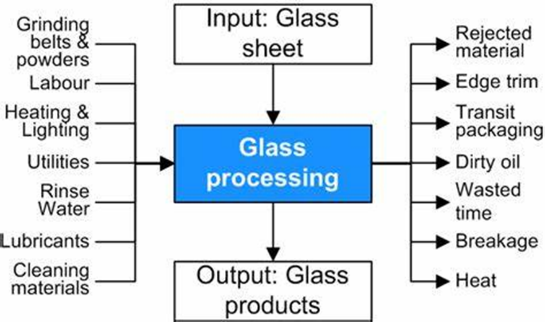 Grinding
belts &
powders
Labour
Heating &
Lighting
Utilities
Rinse
Water
Lubricants
Cleaning
materials
Input: Glass
sheet
Glass
processing
Output: Glass
products
Rejected
material
Edge trim
Transit
packaging
Dirty oil
Wasted
time
Breakage
Heat